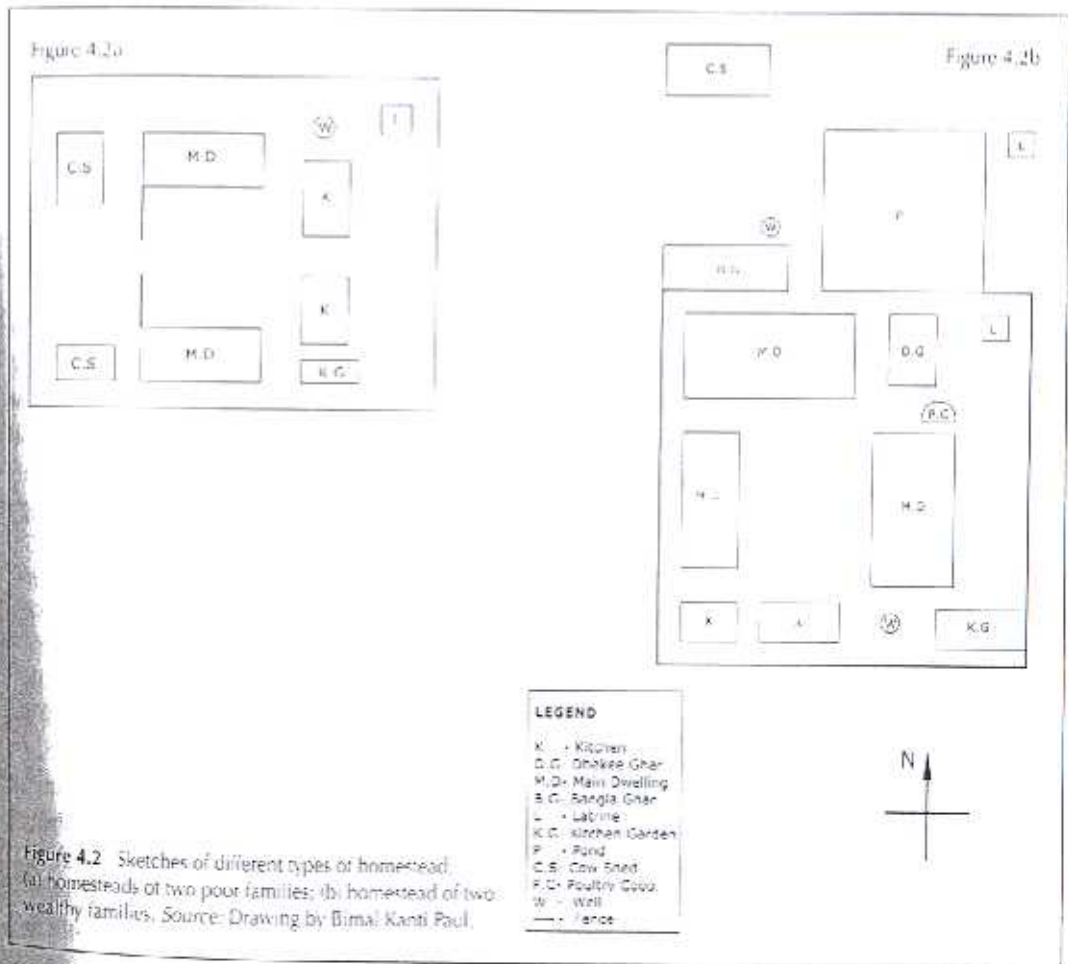 Figure 4.2a
Figure 4.2b
C.S
W
L
C.S
M.D
K
K
C.S
M.D
K.G
L
P
W
B.G
M.D
D.G
L
P.C
M.D
M.D
K
K
W
K.G
LEGEND
K - Kitchen
D.G- Dhekee Ghar
M.D- Main Dwelling
B.G- Bangla Ghar
L - Latrine
K.G- Kitchen Garden
P - Pond
C.S- Cow Shed
P.C- Poultry Coop
W - Well
- Fence
N
Figure 4.2 Sketches of different types of homestead.
(a) homesteads of two poor families; (b) homestead of two
wealthy families. Source: Drawing by Bimal Kanti Paul.